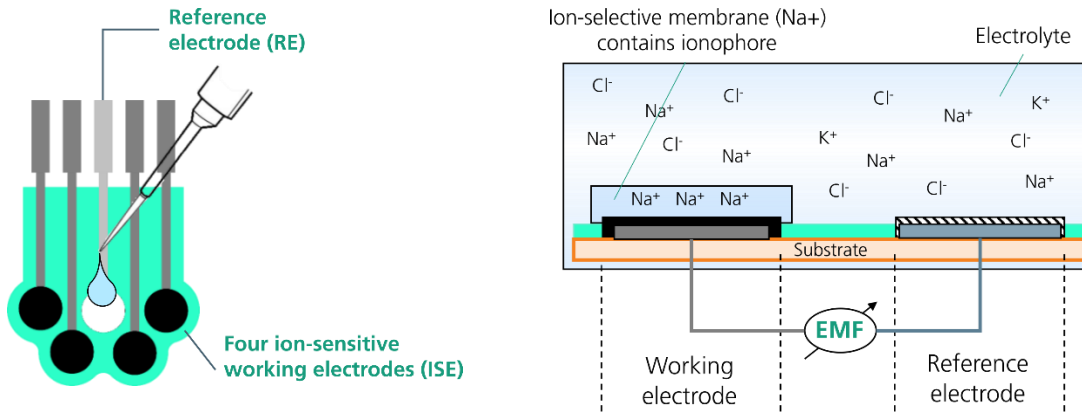 Reference
electrode (RE)
Four ion-sensitive
working electrodes (ISE)
Ion-selective membrane (Na+)
contains ionophore
Electrolyte
Cl-
Na+
Cl-
Cl-
Na+
K+
Na+
Cl-
Na+
K+
Na+
Cl-
Cl-
Cl-
Na+
Na+ Na+ Na+
Substrate
EMF
Working
electrode
Reference
electrode